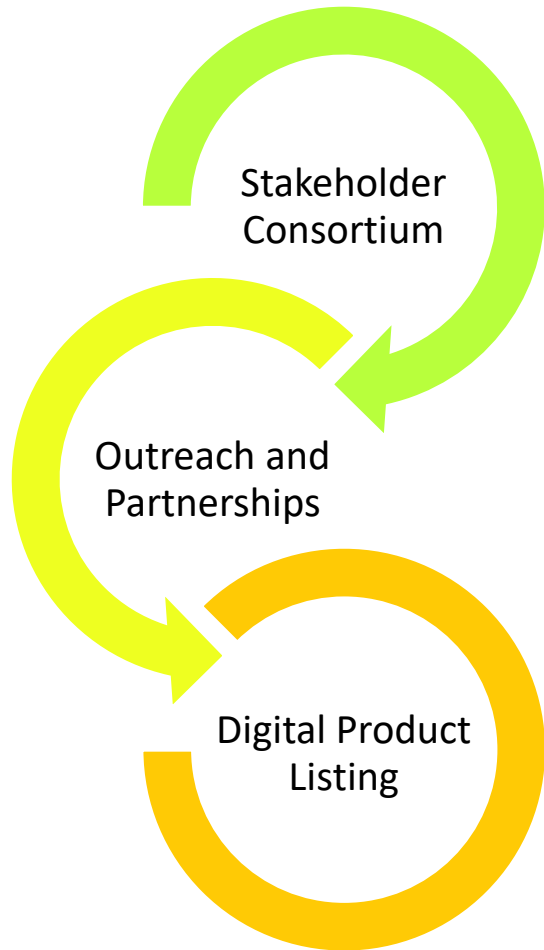 Stakeholder
Consortium
Outreach and
Partnerships
Digital Product
Listing